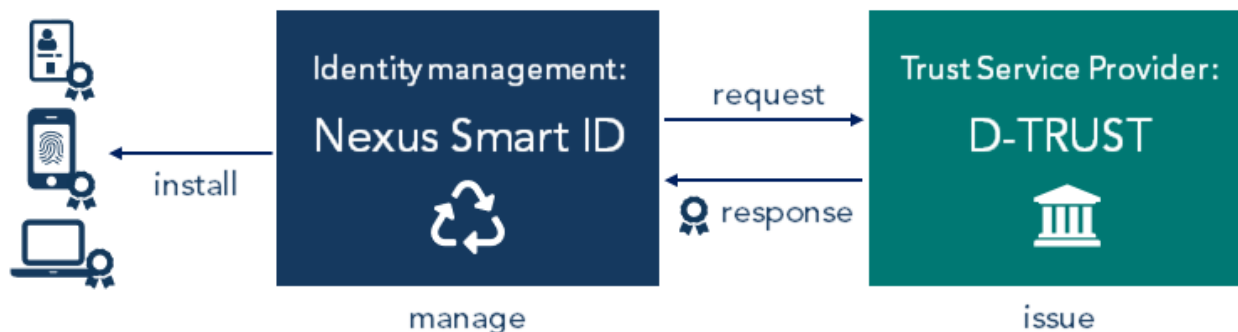 Identity management:
Nexus Smart ID
Trust Service Provider:
D-TRUST
request
response
install
manage
issue